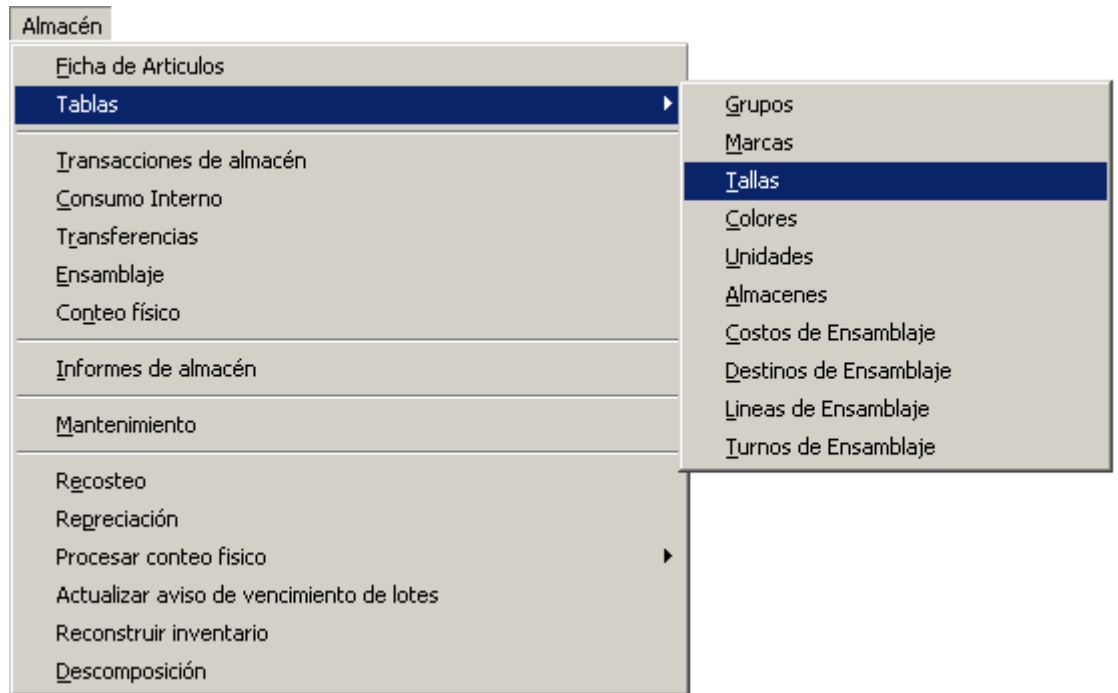 Almacén
Ficha de Articulos
Tablas
Transacciones de almacén
Consumo Interno
Transferencias
Ensamblaje
Conteo físico
Informes de almacén
Mantenimiento
Recosteo
Repreciación
Procesar conteo fisico
Actualizar aviso de vencimiento de lotes
Reconstruir inventario
Descomposición
Grupos
Marcas
Tallas
Colores
Unidades
Almacenes
Costos de Ensamblaje
Destinos de Ensamblaje
Lineas de Ensamblaje
Turnos de Ensamblaje